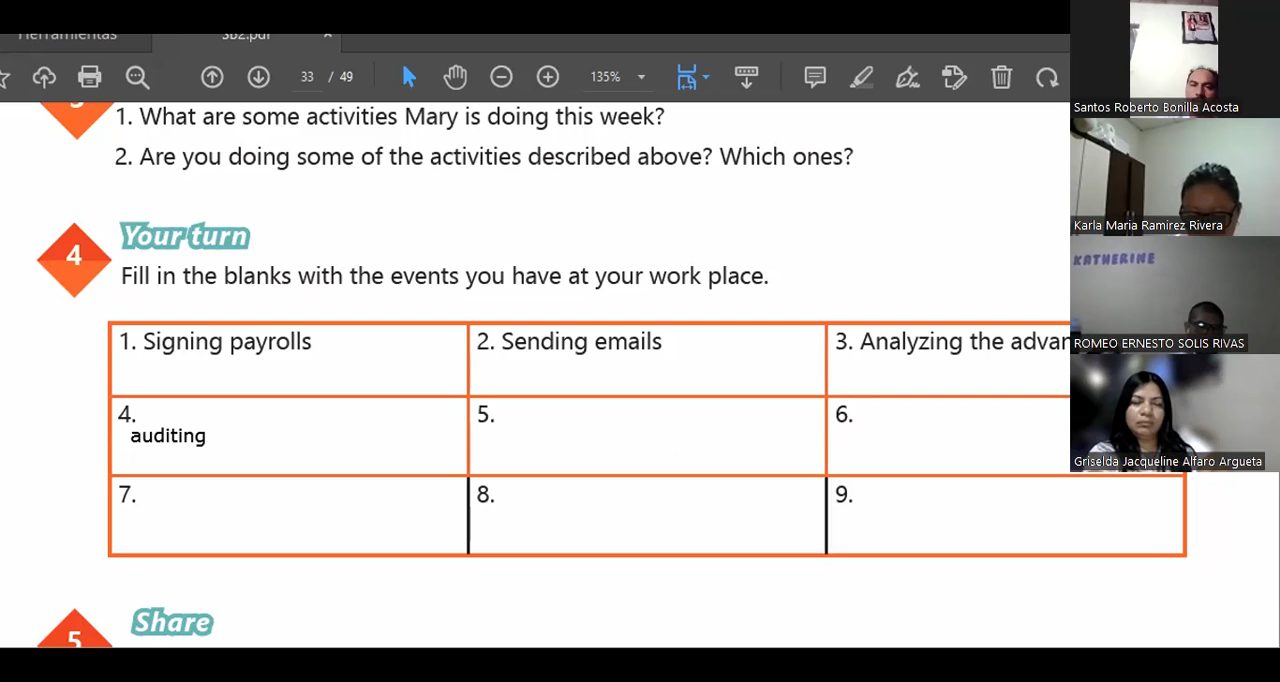 Herramientas
SB2.pdf
×
33 / 49
135%
1. What are some activities Mary is doing this week?
2. Are you doing some of the activities described above? Which ones?
4
Your turn
Fill in the blanks with the events you have at your work place.
1. Signing payrolls
2. Sending emails
3. Analyzing the
4.
auditing
5.
6.
7.
8.
9.
5
Share
Santos Roberto Bonilla Acosta
Karla Maria Ramirez Rivera
KATHERINE
ROMEO ERNESTO SOLIS RIVAS
Griselda Jacqueline Alfaro Argueta